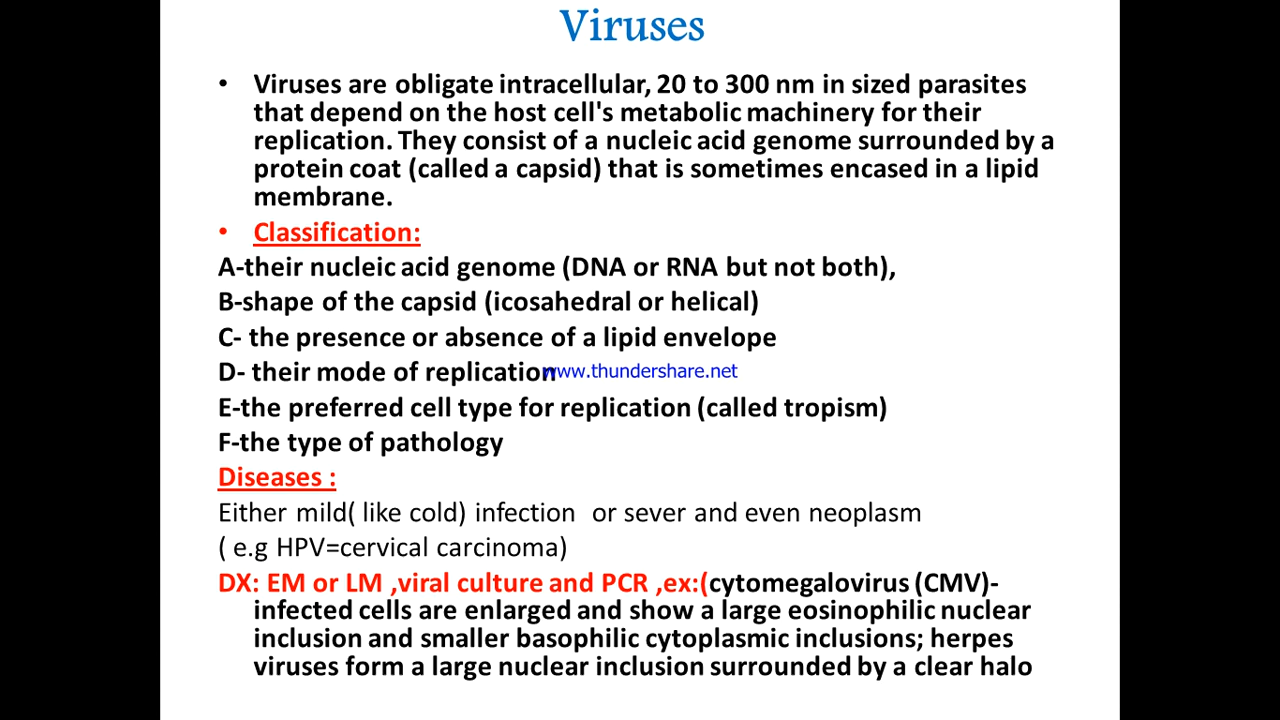 Viruses
• Viruses are obligate intracellular, 20 to 300 nm in sized parasites
that depend on the host cell's metabolic machinery for their
replication. They consist of a nucleic acid genome surrounded by a
protein coat (called a capsid) that is sometimes encased in a lipid
membrane.
• Classification:
A-their nucleic acid genome (DNA or RNA but not both),
B-shape of the capsid (icosahedral or helical)
C- the presence or absence of a lipid envelope
D- their mode of replication www.thundershare.net
E-the preferred cell type for replication (called tropism)
F-the type of pathology
Diseases :
Either mild( like cold) infection or sever and even neoplasm
( e.g HPV=cervical carcinoma)
DX: EM or LM ,viral culture and PCR ,ex:(cytomegalovirus (CMV)-
infected cells are enlarged and show a large eosinophilic nuclear
inclusion and smaller basophilic cytoplasmic inclusions; herpes
viruses form a large nuclear inclusion surrounded by a clear halo